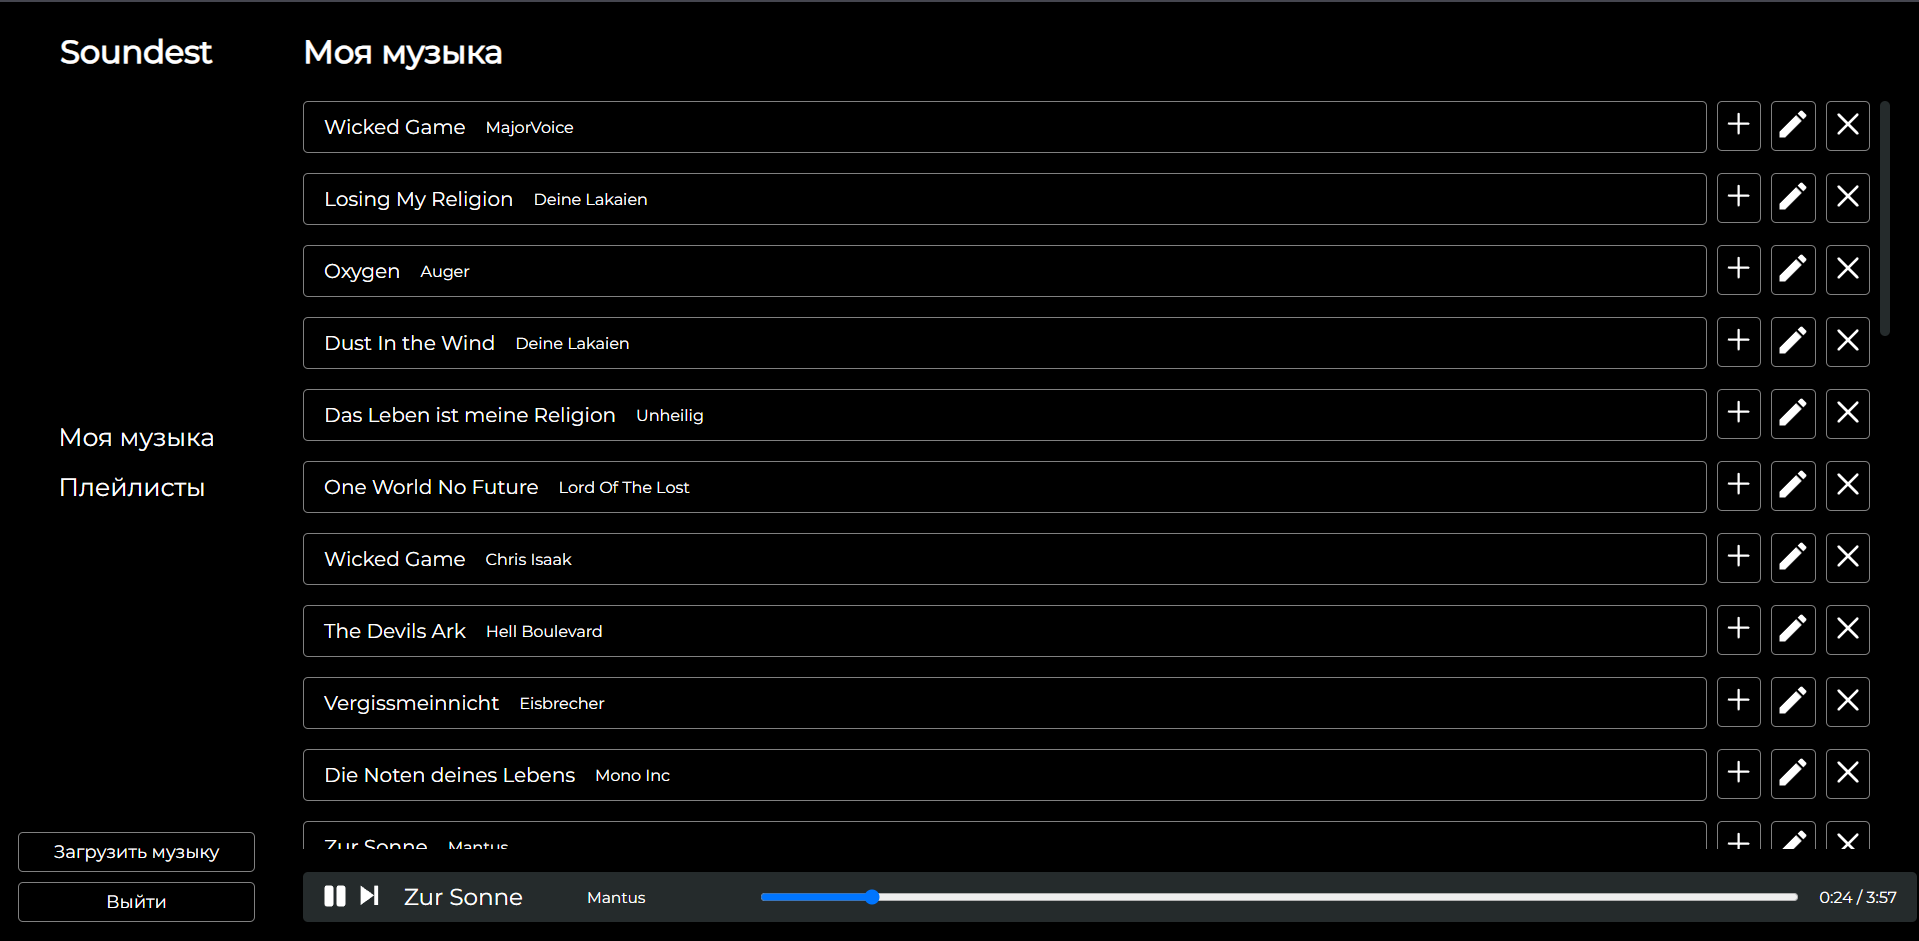 Soundest
Моя музыка
Wicked Game MajorVoice
Losing My Religion Deine Lakaien
Oxygen Auger
Dust In the Wind Deine Lakaien
Das Leben ist meine Religion Unheilig
One World No Future Lord Of The Lost
Wicked Game Chris Isaak
The Devils Ark Hell Boulevard
Vergissmeinnicht Eisbrecher
Die Noten deines Lebens Mono Inc
Zur Sonne Mantus
Моя музыка
Плейлисты
Загрузить музыку
Выйти
Zur Sonne Mantus 0:24 / 3:57